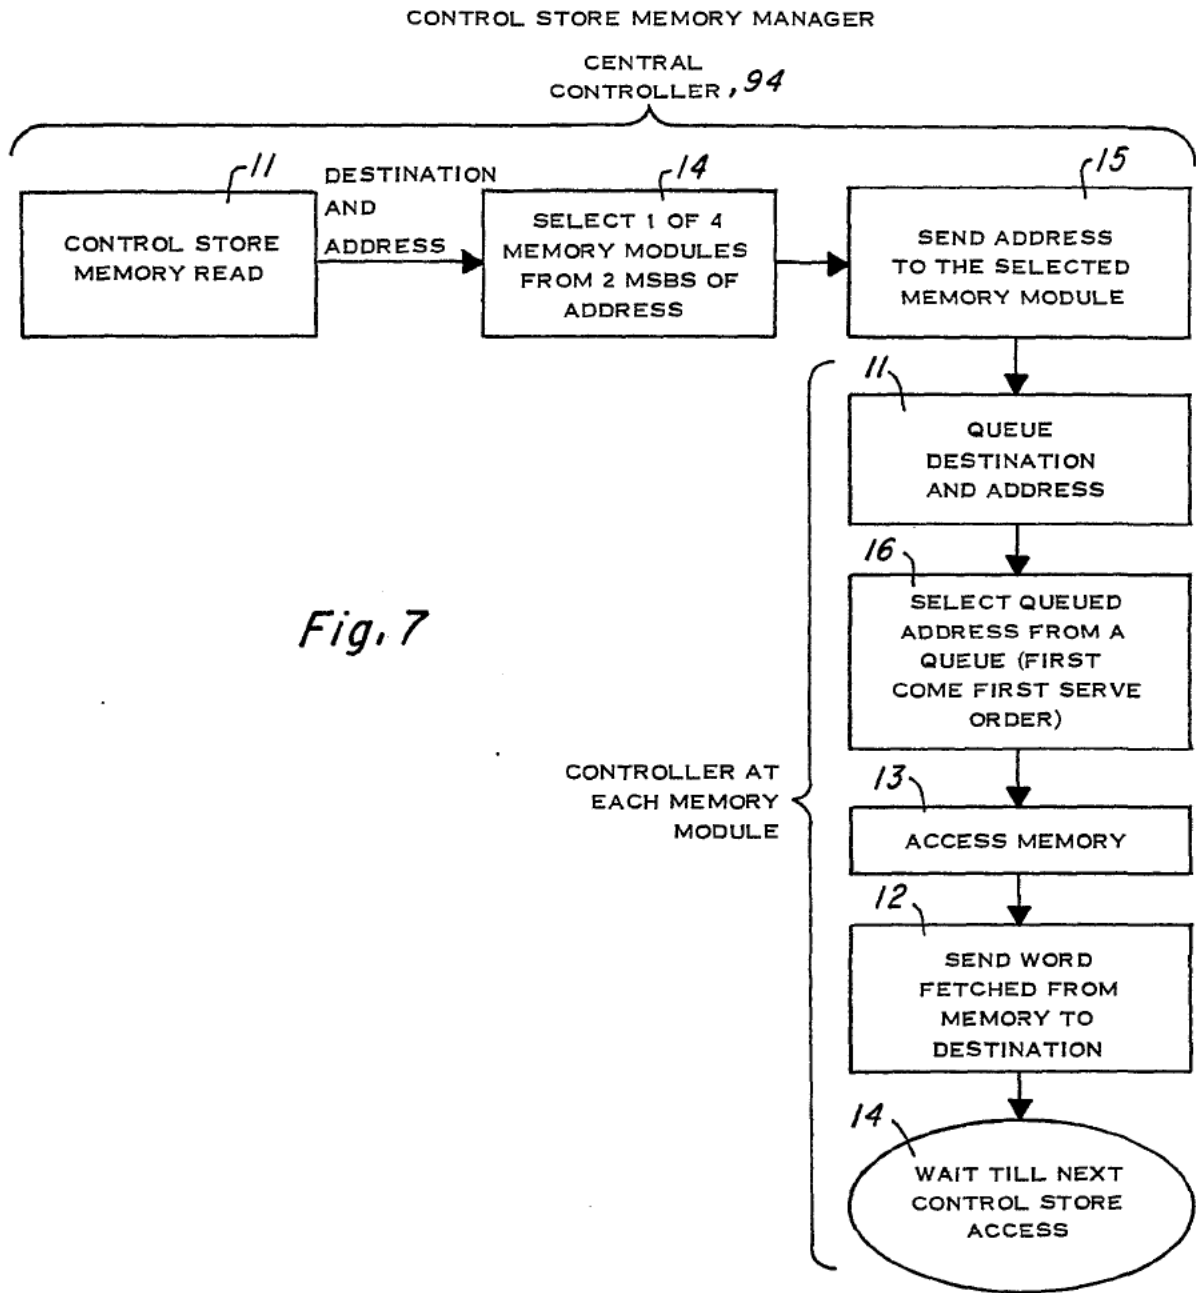 CONTROL STORE MEMORY MANAGER
CENTRAL
CONTROLLER, 94
11
CONTROL STORE
MEMORY READ
DESTINATION
AND
ADDRESS
14
SELECT 1 OF 4
MEMORY MODULES
FROM 2 MSBS OF
ADDRESS
15
SEND ADDRESS
TO THE SELECTED
MEMORY MODULE
11
QUEUE
DESTINATION
AND ADDRESS
16
SELECT QUEUED
ADDRESS FROM A
QUEUE (FIRST
COME FIRST SERVE
ORDER)
Fig. 7
CONTROLLER AT
EACH MEMORY
MODULE
13
ACCESS MEMORY
12
SEND WORD
FETCHED FROM
MEMORY TO
DESTINATION
14
WAIT TILL NEXT
CONTROL STORE
ACCESS